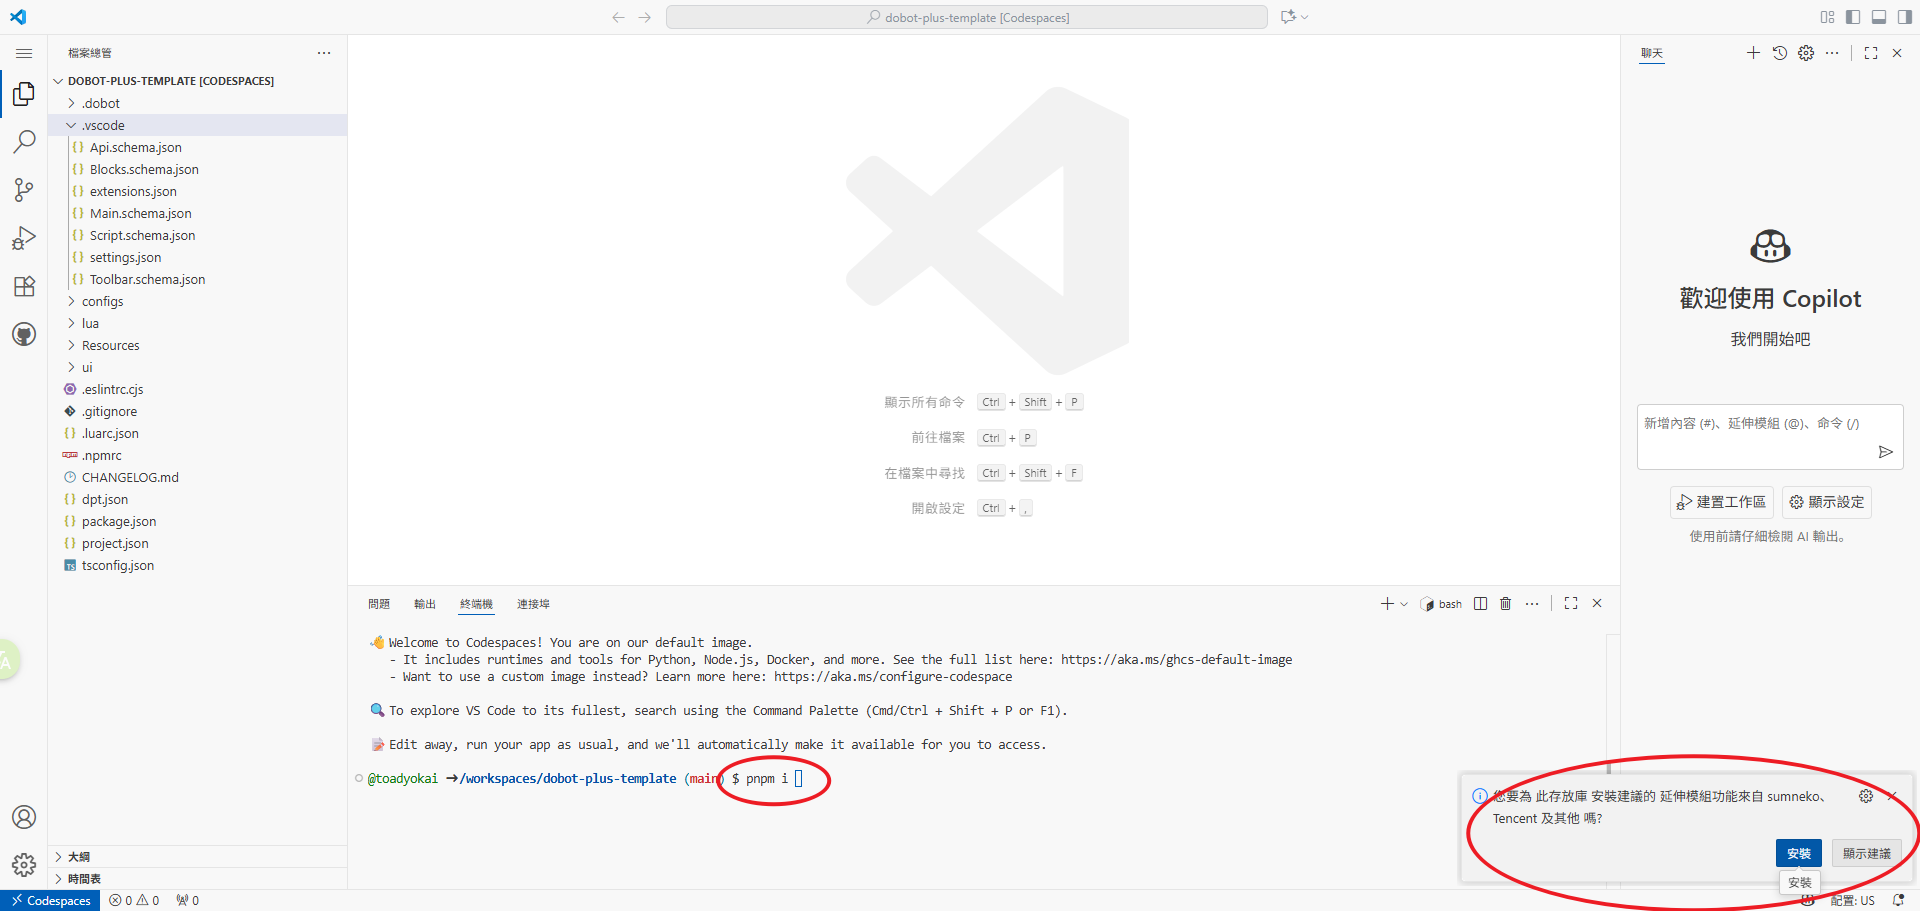 dobot-plus-template [Codespaces]
檔案總管
DOBOT-PLUS-TEMPLATE [CODESPACES]
.dobot
.vscode
Api.schema.json
Blocks.schema.json
extensions.json
Main.schema.json
Script.schema.json
settings.json
Toolbar.schema.json
configs
lua
Resources
ui
.eslintrc.cjs
.gitignore
.luarc.json
.npmrc
CHANGELOG.md
dpt.json
package.json
project.json
tsconfig.json
大綱
時間表
顯示所有命令 Ctrl + Shift + P
前往檔案 Ctrl + P
在檔案中尋找 Ctrl + Shift + F
開啟設定 Ctrl + ,
問題 輸出 終端機 連接埠
bash
👋 Welcome to Codespaces! You are on our default image.
- It includes runtimes and tools for Python, Node.js, Docker, and more. See the full list here: https://aka.ms/ghcs-default-image
- Want to use a custom image instead? Learn more here: https://aka.ms/configure-codespace
🔍 To explore VS Code to its fullest, search using the Command Palette (Cmd/Ctrl + Shift + P or F1).
📝 Edit away, run your app as usual, and we'll automatically make it available for you to access.
@toadyokai ➜/workspaces/dobot-plus-template (main) $ pnpm i
聊天
歡迎使用 Copilot
我們開始吧
新增內容 (#)、延伸模組 (@)、命令 (/)
建置工作區 顯示設定
使用前請仔細檢閱 AI 輸出。
您要為 此存放庫 安裝建議的 延伸模組功能來自 sumneko、
Tencent 及其他 嗎?
安裝 顯示建議
安裝
Codespaces 0 0 0
配置: US